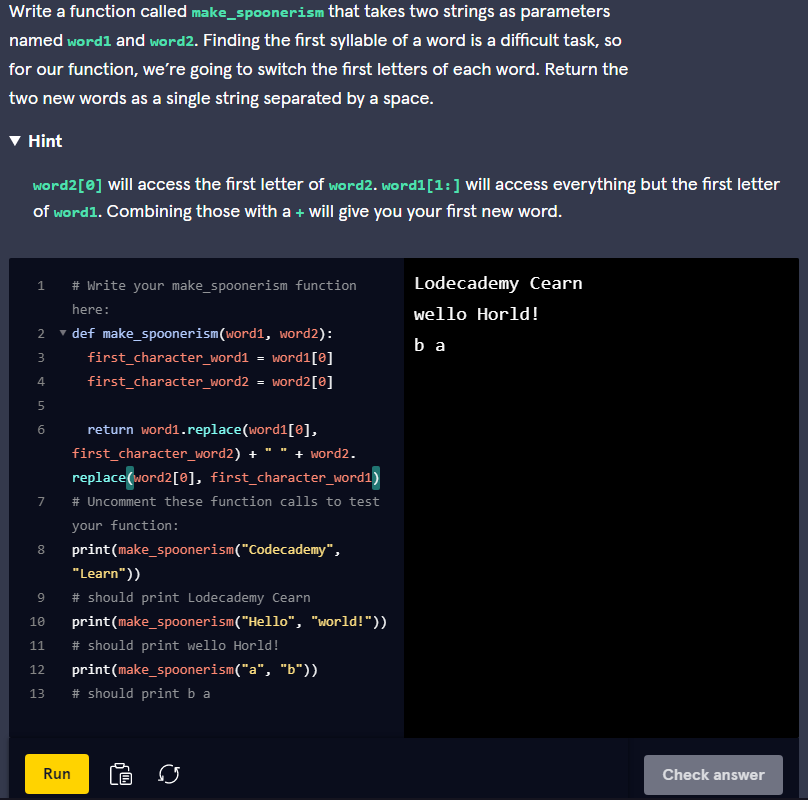 Write a function called make_spoonerism that takes two strings as parameters
named word1 and word2. Finding the first syllable of a word is a difficult task, so
for our function, we're going to switch the first letters of each word. Return the
two new words as a single string separated by a space.
▼ Hint
word2[0] will access the first letter of word2. word1[1:] will access everything but the first letter
of word1. Combining those with a + will give you your first new word.
1 # Write your make_spoonerism function
here:
2 ▼ def make_spoonerism(word1, word2):
3 first_character_word1 = word1[0]
4 first_character_word2 = word2[0]
5
6 return word1.replace(word1[0],
first_character_word2) + " " + word2.
replace(word2[0], first_character_word1)
7 # Uncomment these function calls to test
your function:
8 print(make_spoonerism("Codecademy",
"Learn"))
9 # should print Lodecademy Cearn
10 print(make_spoonerism("Hello", "world!"))
11 # should print wello Horld!
12 print(make_spoonerism("a", "b"))
13 # should print b a
Lodecademy Cearn
wello Horld!
b a
Run
Check answer